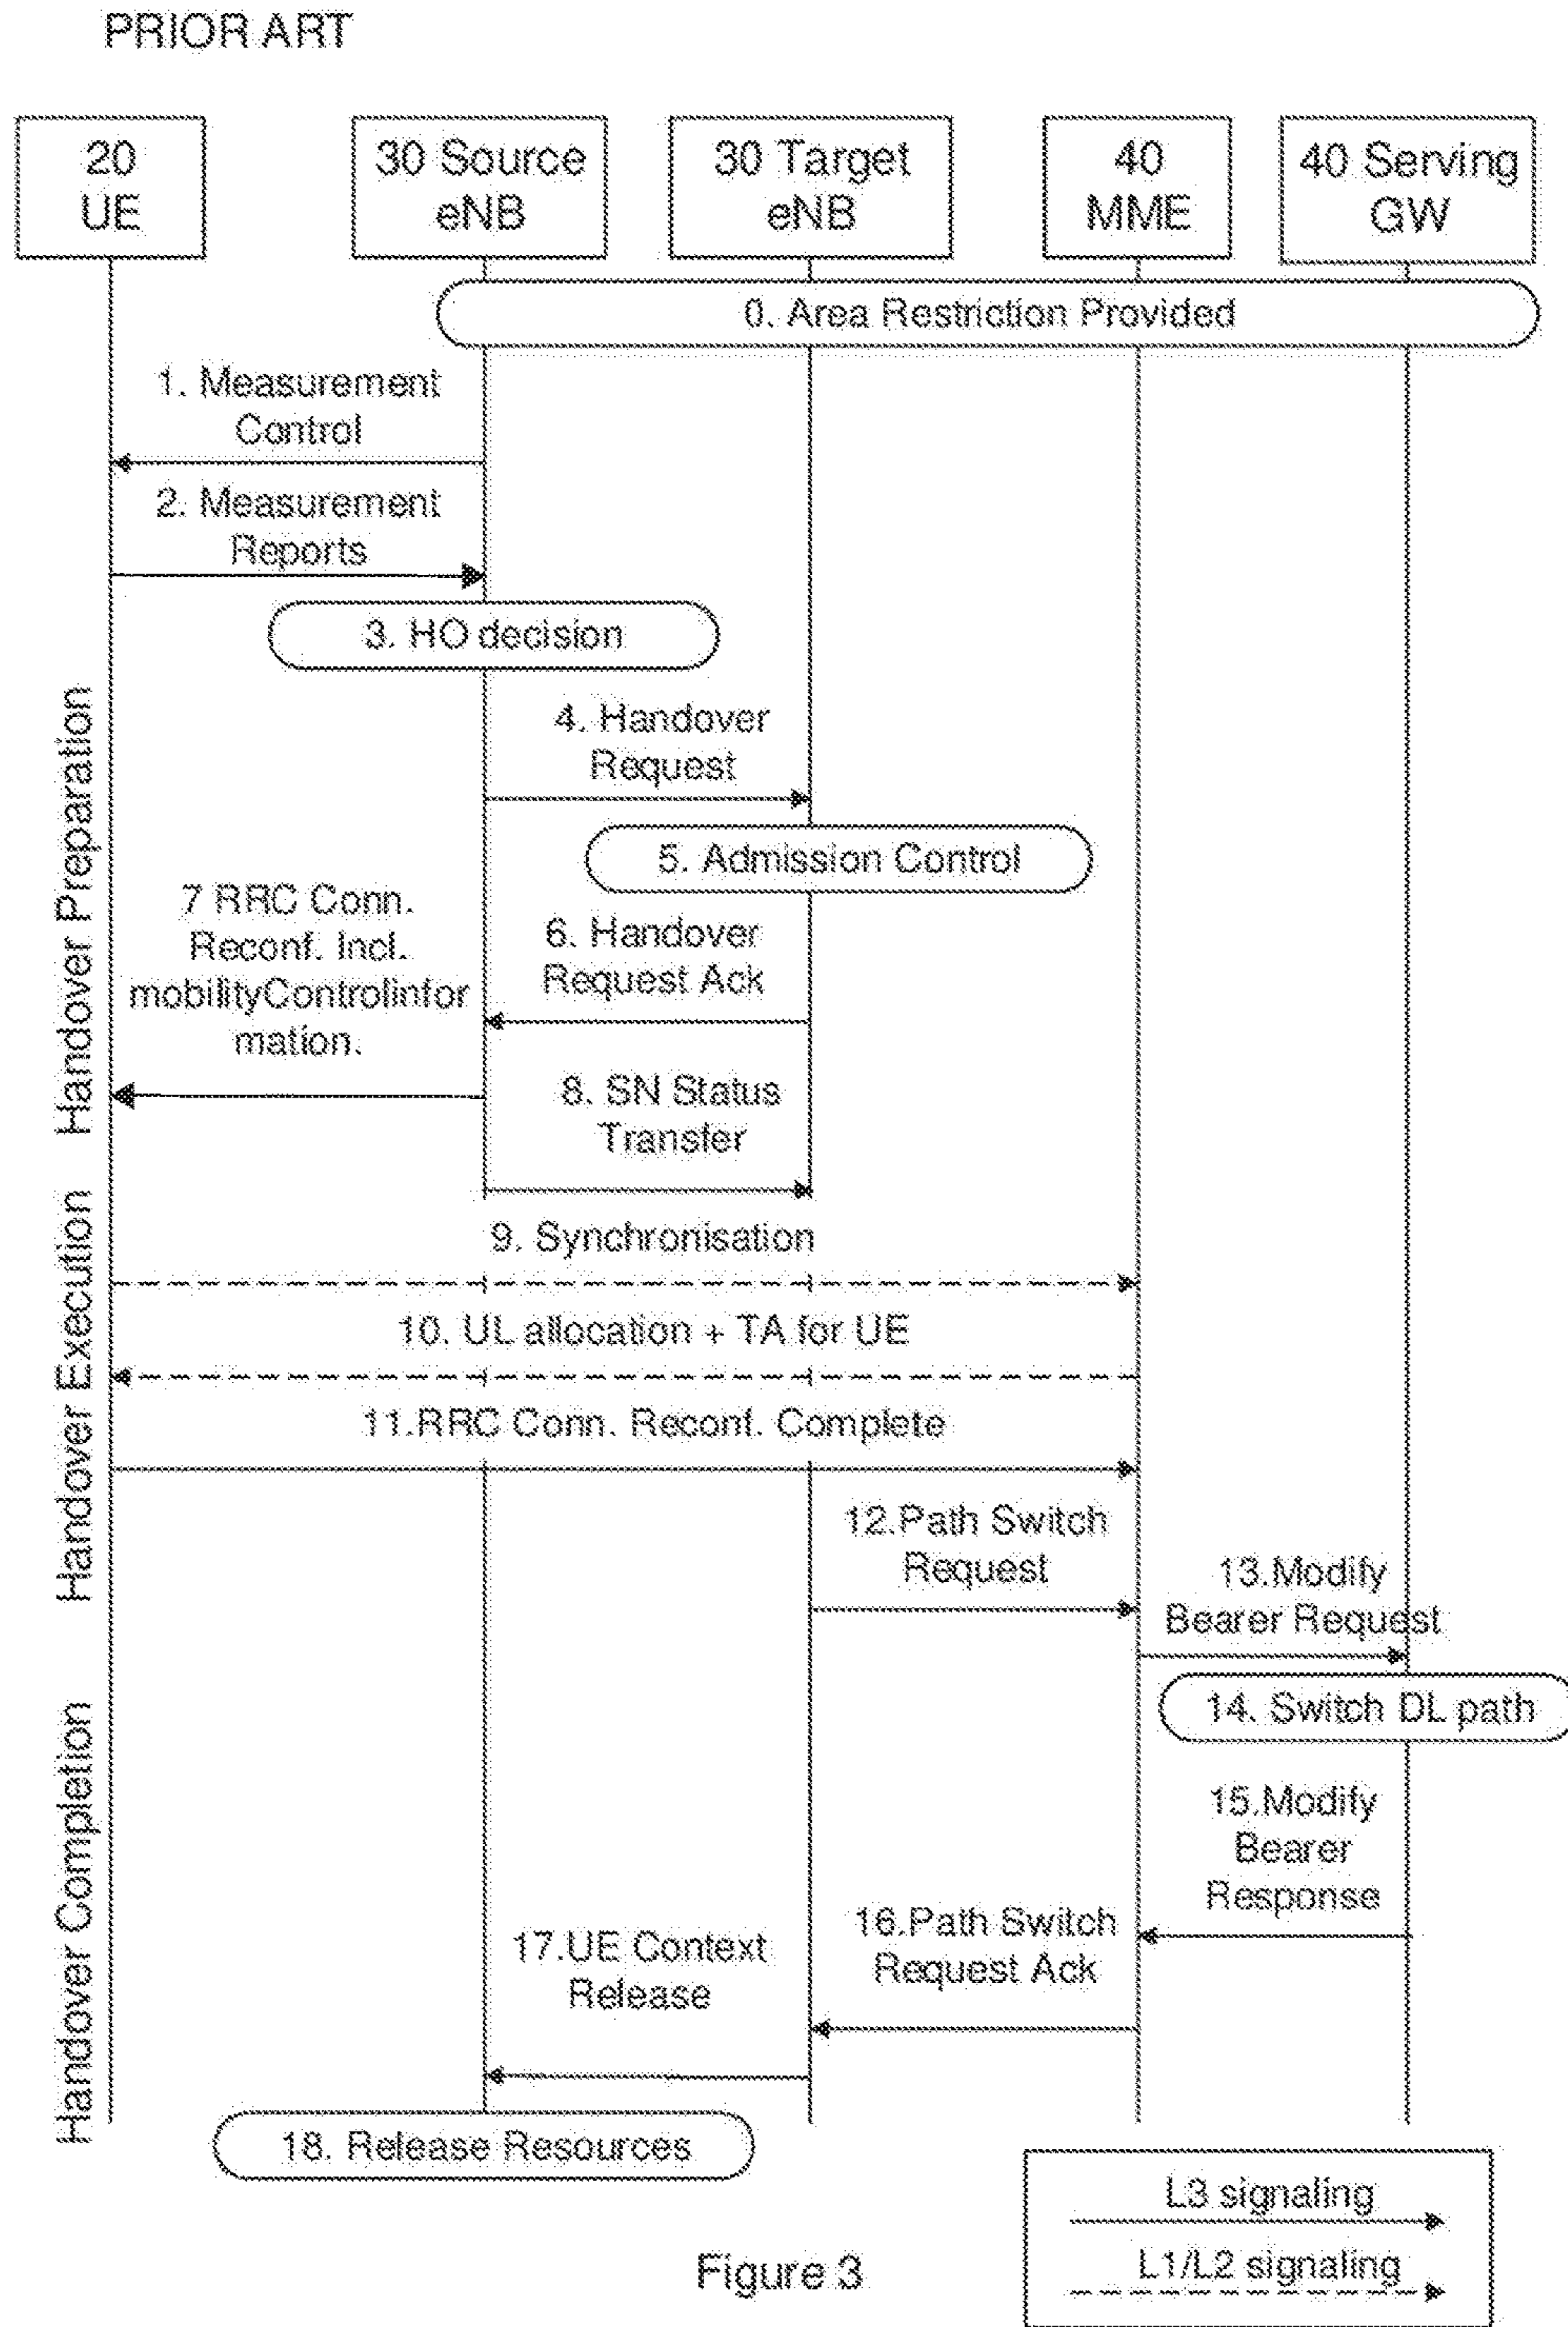 PRIOR ART
20
UE
30 Source
eNB
30 Target
eNB
40
MME
40 Serving
GW
0. Area Restriction Provided
1. Measurement
Control
2. Measurement
Reports
3. HO decision
Handover Preparation
4. Handover
Request
5. Admission Control
7 RRC Conn.
Reconf. Incl.
mobilityControlinfor
mation.
6. Handover
Request Ack
8. SN Status
Transfer
Handover Execution
9. Synchronisation
10. UL allocation + TA for UE
11.RRC Conn. Reconf. Complete
12.Path Switch
Request
13.Modify
Bearer Request
Handover Completion
14. Switch DL path
15.Modify
Bearer
Response
16.Path Switch
Request Ack
17.UE Context
Release
18. Release Resources
L3 signaling
L1/L2 signaling
Figure 3